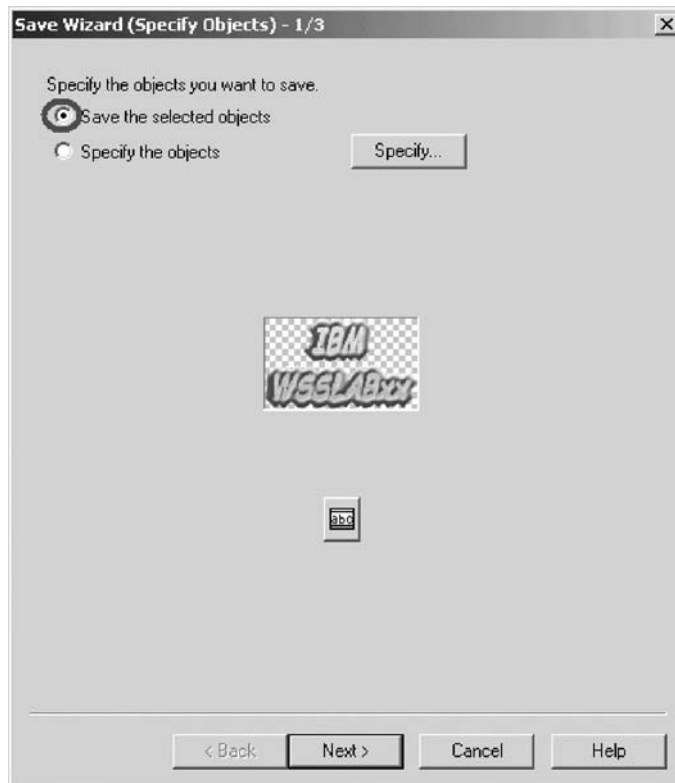 Save Wizard (Specify Objects) - 1/3
Specify the objects you want to save.
Save the selected objects
Specify the objects Specify...
IBM
WSSLABxx
abc
< Back Next > Cancel Help